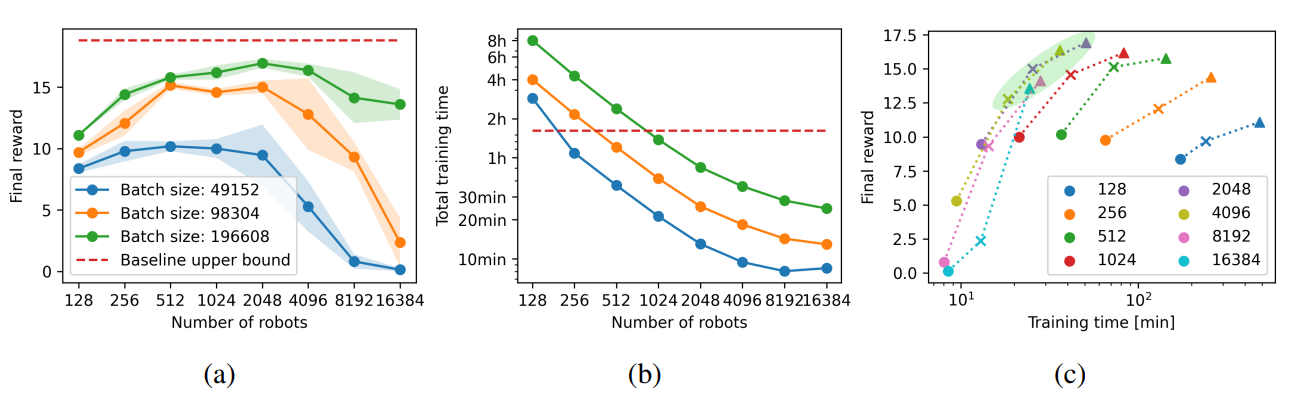 Final reward
15
10
5
0
Batch size: 49152
Batch size: 98304
Batch size: 196608
Baseline upper bound
128 256 512 1024 2048 4096 8192 16384
Number of robots
(a)
Total training time
8h
6h
4h
2h
1h
30min
20min
10min
128 256 512 1024 2048 4096 8192 16384
Number of robots
(b)
Final reward
17.5
15.0
12.5
10.0
7.5
5.0
2.5
0.0
128 2048
256 4096
512 8192
1024 16384
10¹ 10²
Training time [min]
(c)